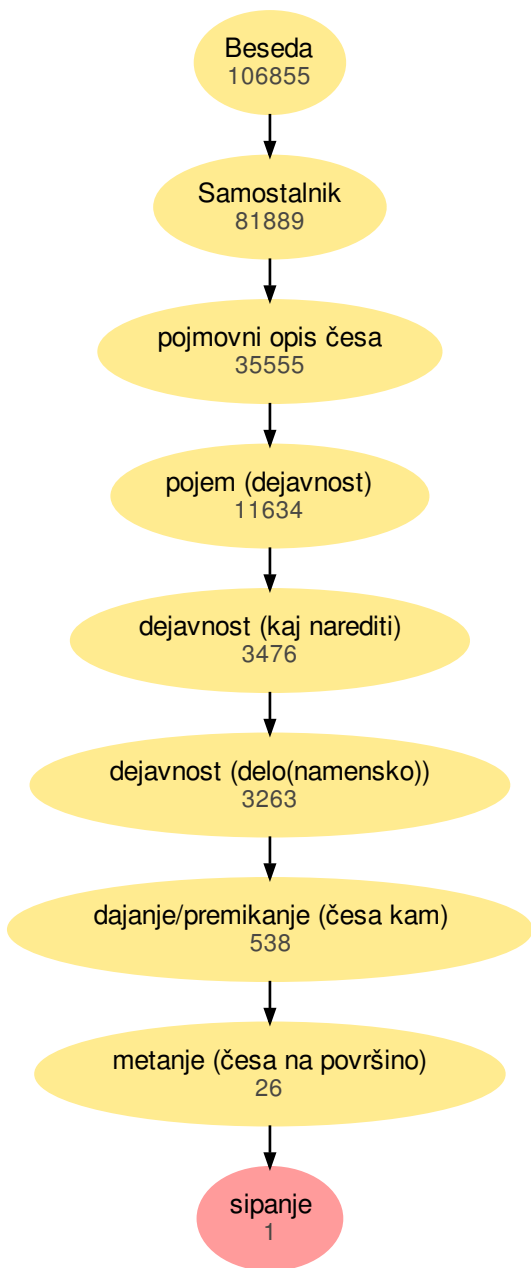 Beseda
106855
Samostalnik
81889
pojmovni opis česa
35555
pojem (dejavnost)
11634
dejavnost (kaj narediti)
3476
dejavnost (delo(namensko))
3263
dajanje/premikanje (česa kam)
538
metanje (česa na površino)
26
sipanje
1